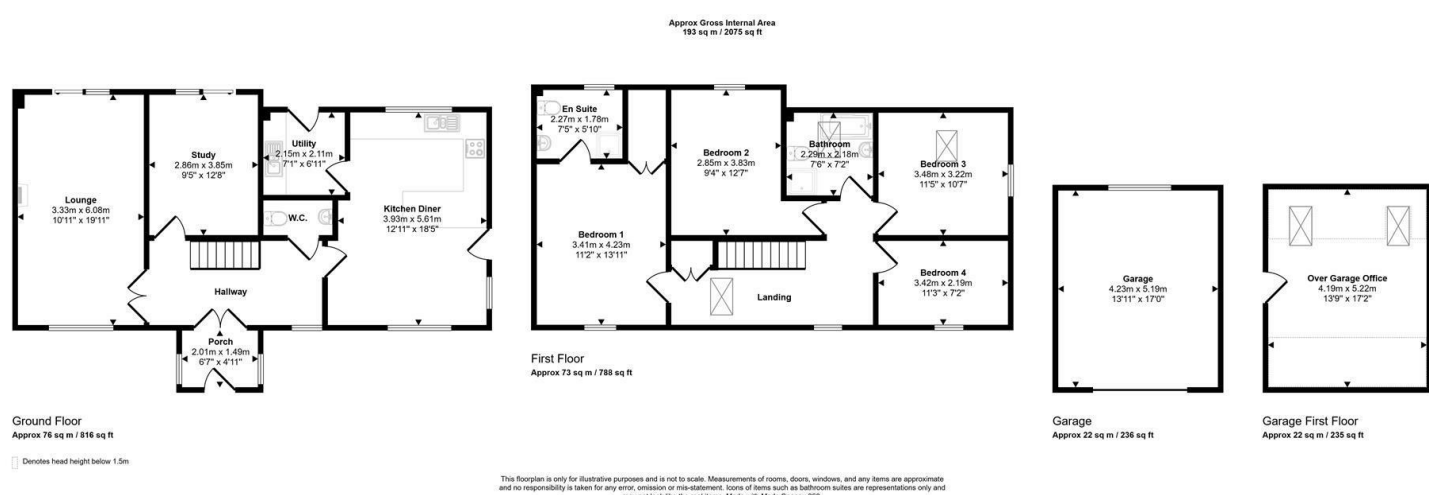 Approx Gross Internal Area
193 sq m / 2075 sq ft
Lounge
3.33m x 6.08m
10'11" x 19'11"
Study
2.86m x 3.85m
9'5" x 12'8"
Utility
2.15m x 2.11m
7'1" x 6'11"
W.C.
Kitchen Diner
3.93m x 5.61m
12'11" x 18'5"
Hallway
Porch
2.01m x 1.49m
6'7" x 4'11"
Ground Floor
Approx 76 sq m / 816 sq ft
Denotes head height below 1.5m
En Suite
2.27m x 1.78m
7'5" x 5'10"
Bedroom 1
3.41m x 4.23m
11'2" x 13'11"
Bedroom 2
2.85m x 3.83m
9'4" x 12'7"
Bathroom
2.29m x 2.18m
7'6" x 7'2"
Bedroom 3
3.48m x 3.22m
11'5" x 10'7"
Bedroom 4
3.42m x 2.19m
11'3" x 7'2"
Landing
First Floor
Approx 73 sq m / 788 sq ft
Garage
4.23m x 5.19m
13'11" x 17'0"
Garage
Approx 22 sq m / 236 sq ft
Over Garage Office
4.19m x 5.22m
13'9" x 17'2"
Garage First Floor
Approx 22 sq m / 235 sq ft
This floorplan is only for illustrative purposes and is not to scale. Measurements of rooms, doors, windows, and any items are approximate
and no responsibility is taken for any error, omission or mis-statement. Icons of items such as bathroom suites are representations only and